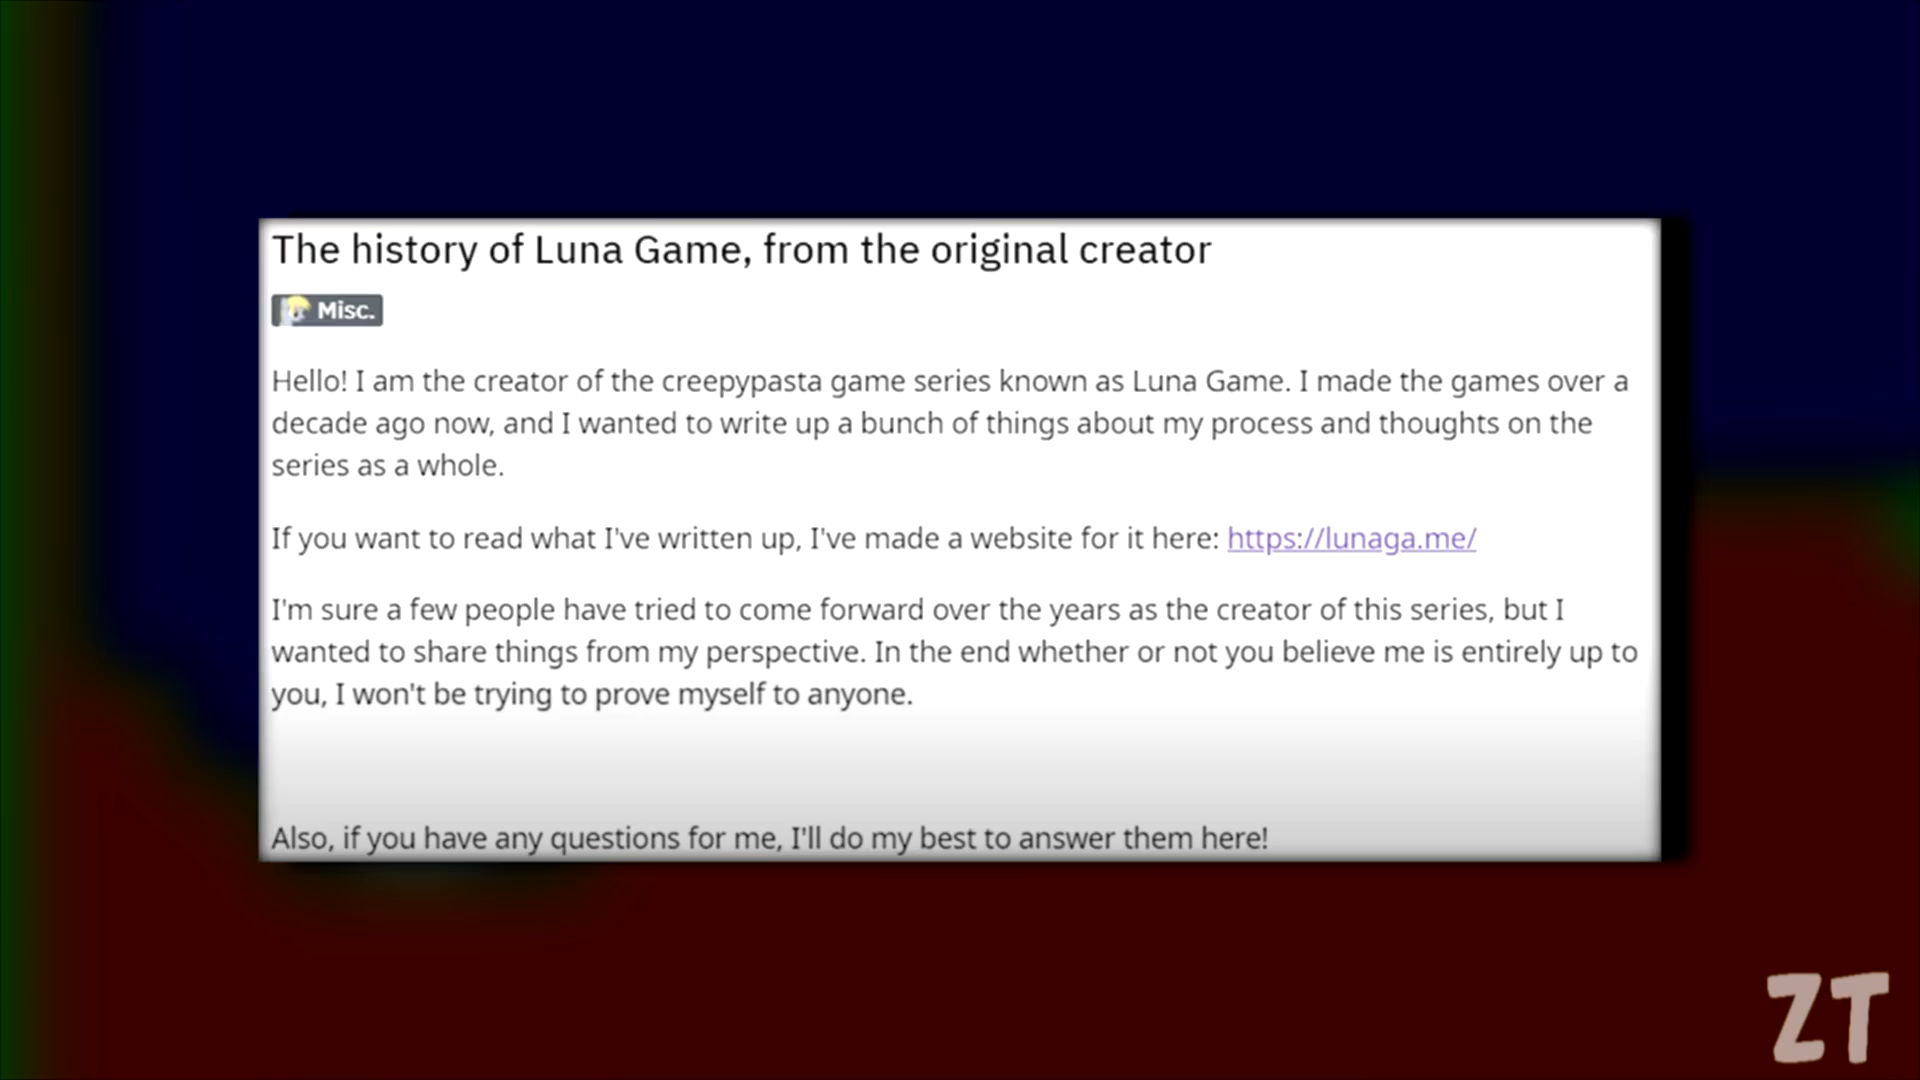 The history of Luna Game, from the original creator
Misc.
Hello! I am the creator of the creepypasta game series known as Luna Game. I made the games over a
decade ago now, and I wanted to write up a bunch of things about my process and thoughts on the
series as a whole.
If you want to read what I've written up, I've made a website for it here: https://lunaga.me/
I'm sure a few people have tried to come forward over the years as the creator of this series, but I
wanted to share things from my perspective. In the end whether or not you believe me is entirely up to
you, I won't be trying to prove myself to anyone.
Also, if you have any questions for me, I'll do my best to answer them here!
ZT